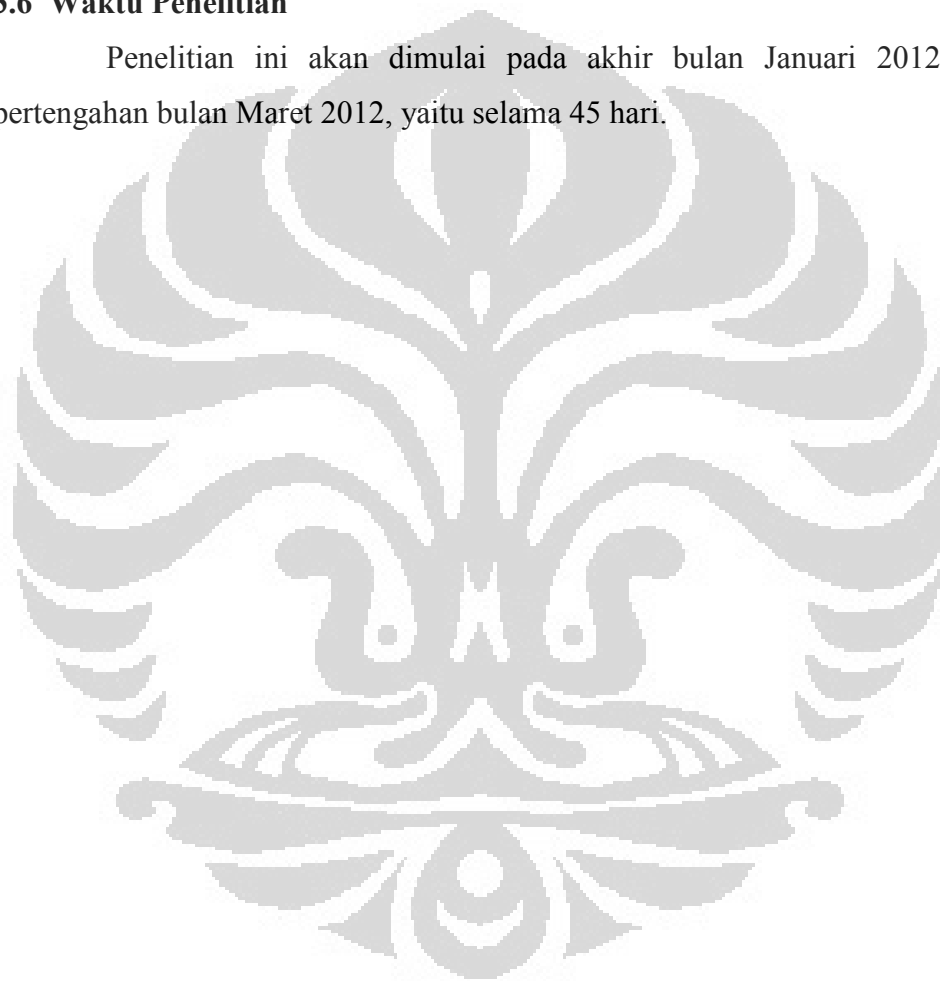 .6 Waktu Penelitian
Penelitian ini akan dimulai pada akhir bulan Januari 2012
pertengahan bulan Maret 2012, yaitu selama 45 hari.